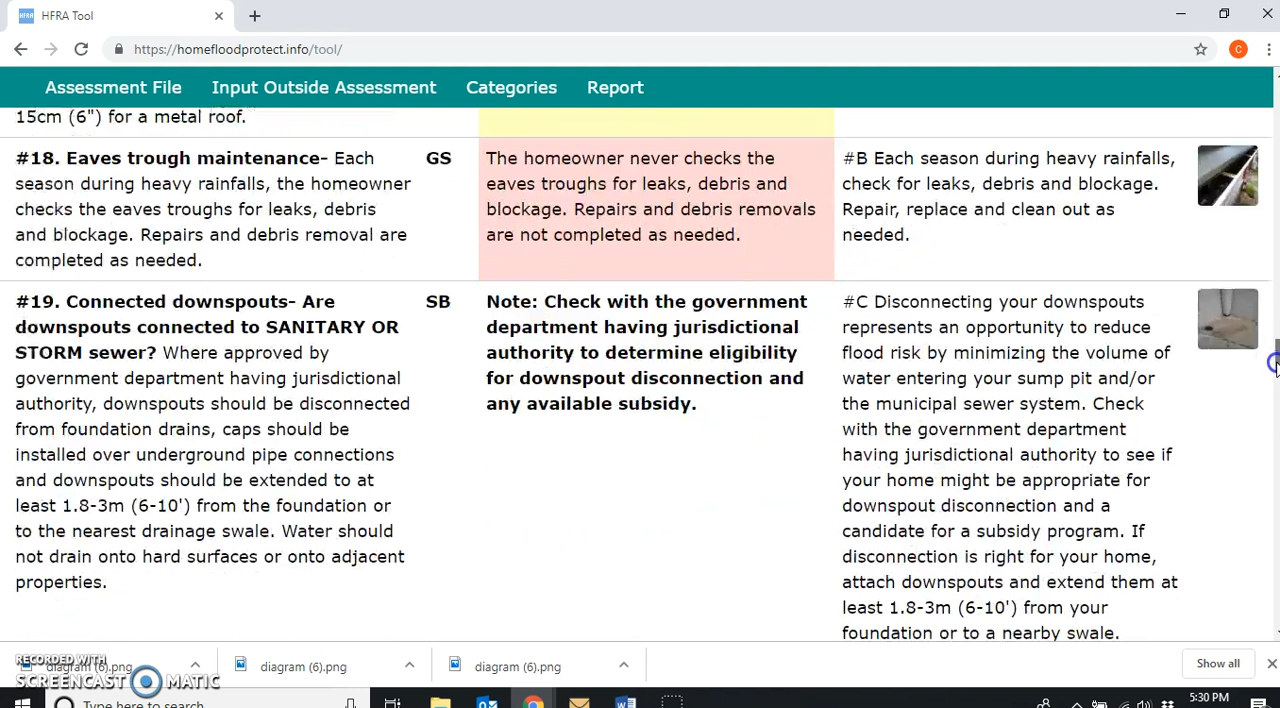 HFRA Tool
https://homefloodprotect.info/tool/
C
Assessment File Input Outside Assessment Categories Report
15cm (6") for a metal roof.
#18. Eaves trough maintenance- Each
season during heavy rainfalls, the homeowner
checks the eaves troughs for leaks, debris
and blockage. Repairs and debris removal are
completed as needed.
GS
The homeowner never checks the
eaves troughs for leaks, debris and
blockage. Repairs and debris removals
are not completed as needed.
#B Each season during heavy rainfalls,
check for leaks, debris and blockage.
Repair, replace and clean out as
needed.
#19. Connected downspouts- Are
downspouts connected to SANITARY OR
STORM sewer? Where approved by
government department having jurisdictional
authority, downspouts should be disconnected
from foundation drains, caps should be
installed over underground pipe connections
and downspouts should be extended to at
least 1.8-3m (6-10') from the foundation or
to the nearest drainage swale. Water should
not drain onto hard surfaces or onto adjacent
properties.
SB
Note: Check with the government
department having jurisdictional
authority to determine eligibility
for downspout disconnection and
any available subsidy.
#C Disconnecting your downspouts
represents an opportunity to reduce
flood risk by minimizing the volume of
water entering your sump pit and/or
the municipal sewer system. Check
with the government department
having jurisdictional authority to see if
your home might be appropriate for
downspout disconnection and a
candidate for a subsidy program. If
disconnection is right for your home,
attach downspouts and extend them at
least 1.8-3m (6-10') from your
foundation or to a nearby swale.
diagram (6).png diagram (6).png diagram (6).png Show all
RECORDED WITH
SCREENCAST MATIC
Type here to search
5:30 PM